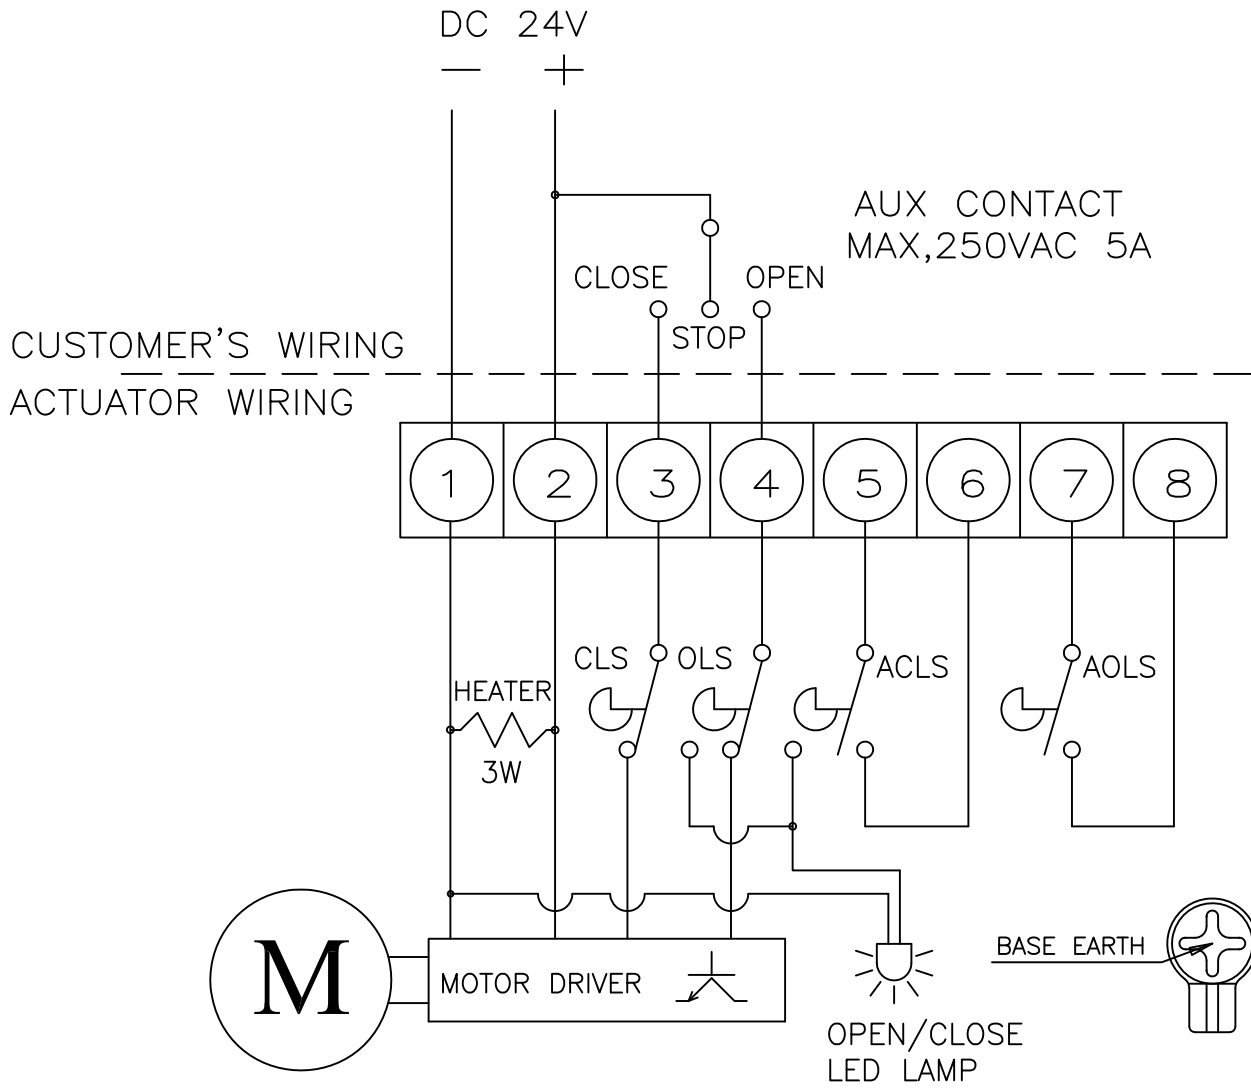 DC 24V
— +
AUX CONTACT
MAX,250VAC 5A
CLOSE
OPEN
STOP
CUSTOMER'S WIRING
ACTUATOR WIRING
1 2 3 4 5 6 7 8
CLS
OLS
ACLS
AOLS
HEATER
3W
M
MOTOR DRIVER
BASE EARTH
OPEN/CLOSE
LED LAMP